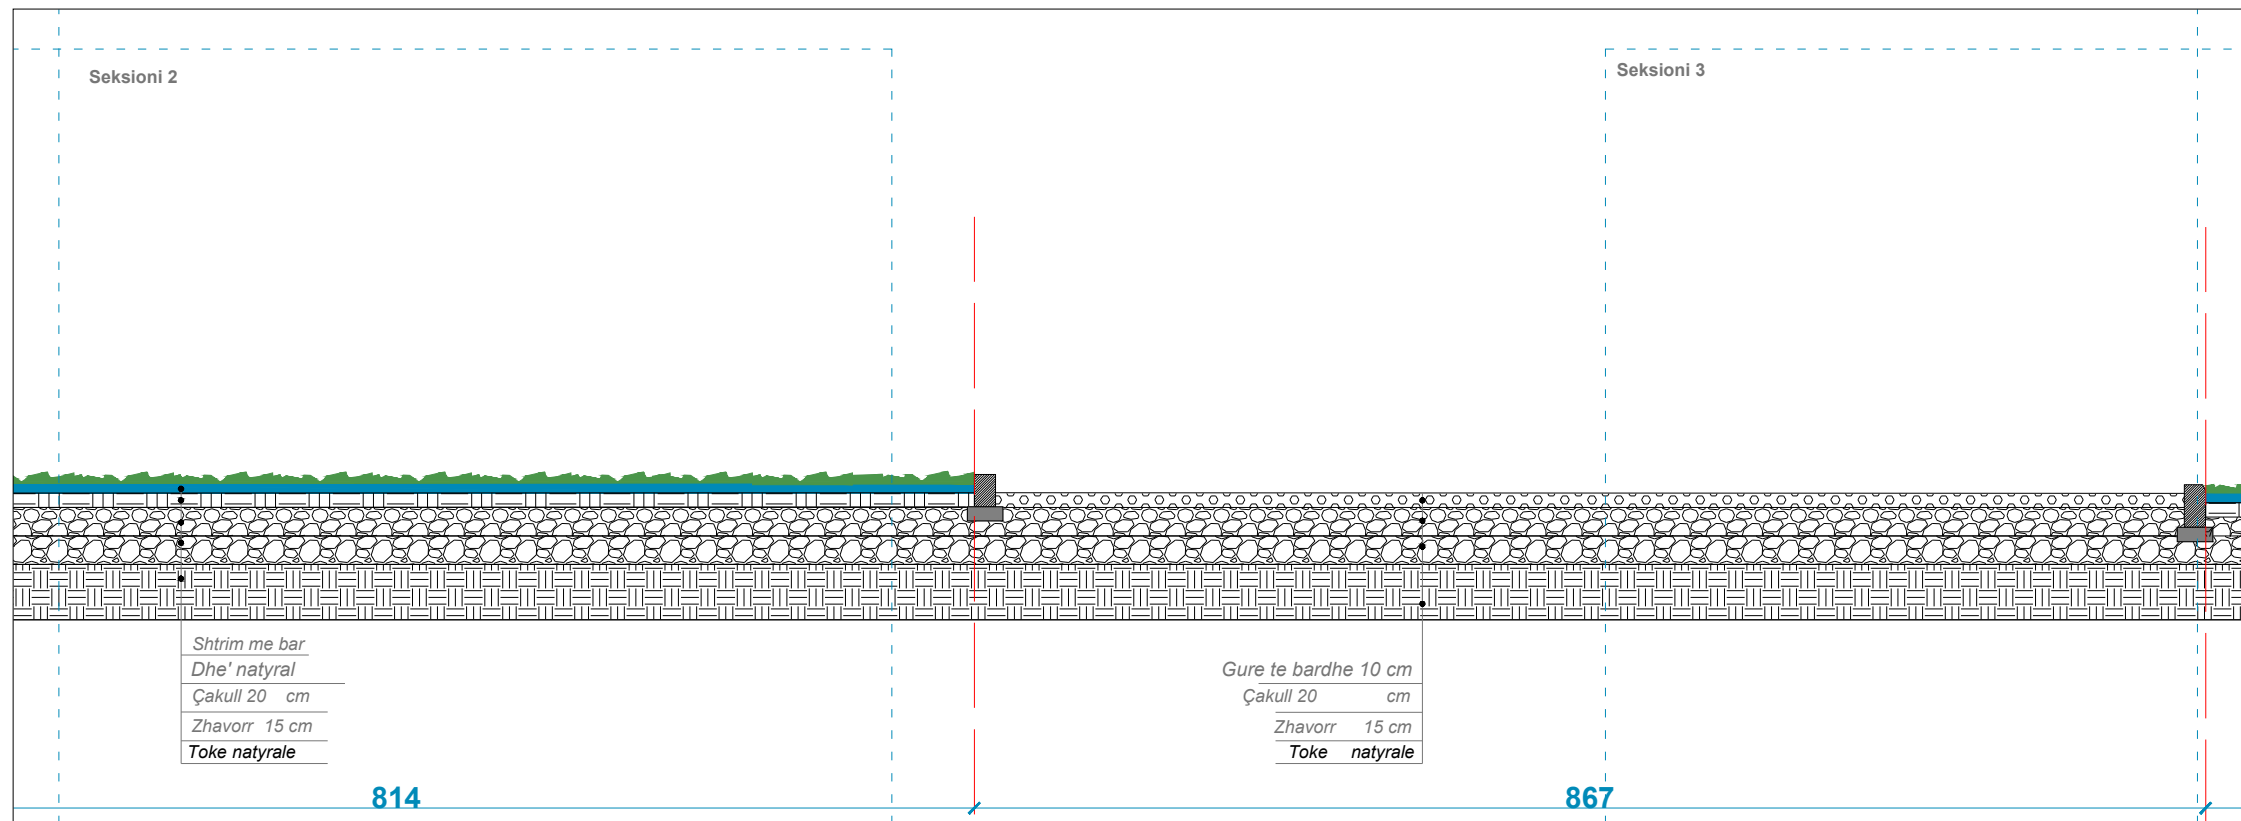 Seksioni 2
Seksioni 3
Shtrim me bar
Dhe' natyral
Çakull 20 cm
Zhavorr 15 cm
Toke natyrale
Gure te bardhe 10 cm
Çakull 20 cm
Zhavorr 15 cm
Toke natyrale
814
867